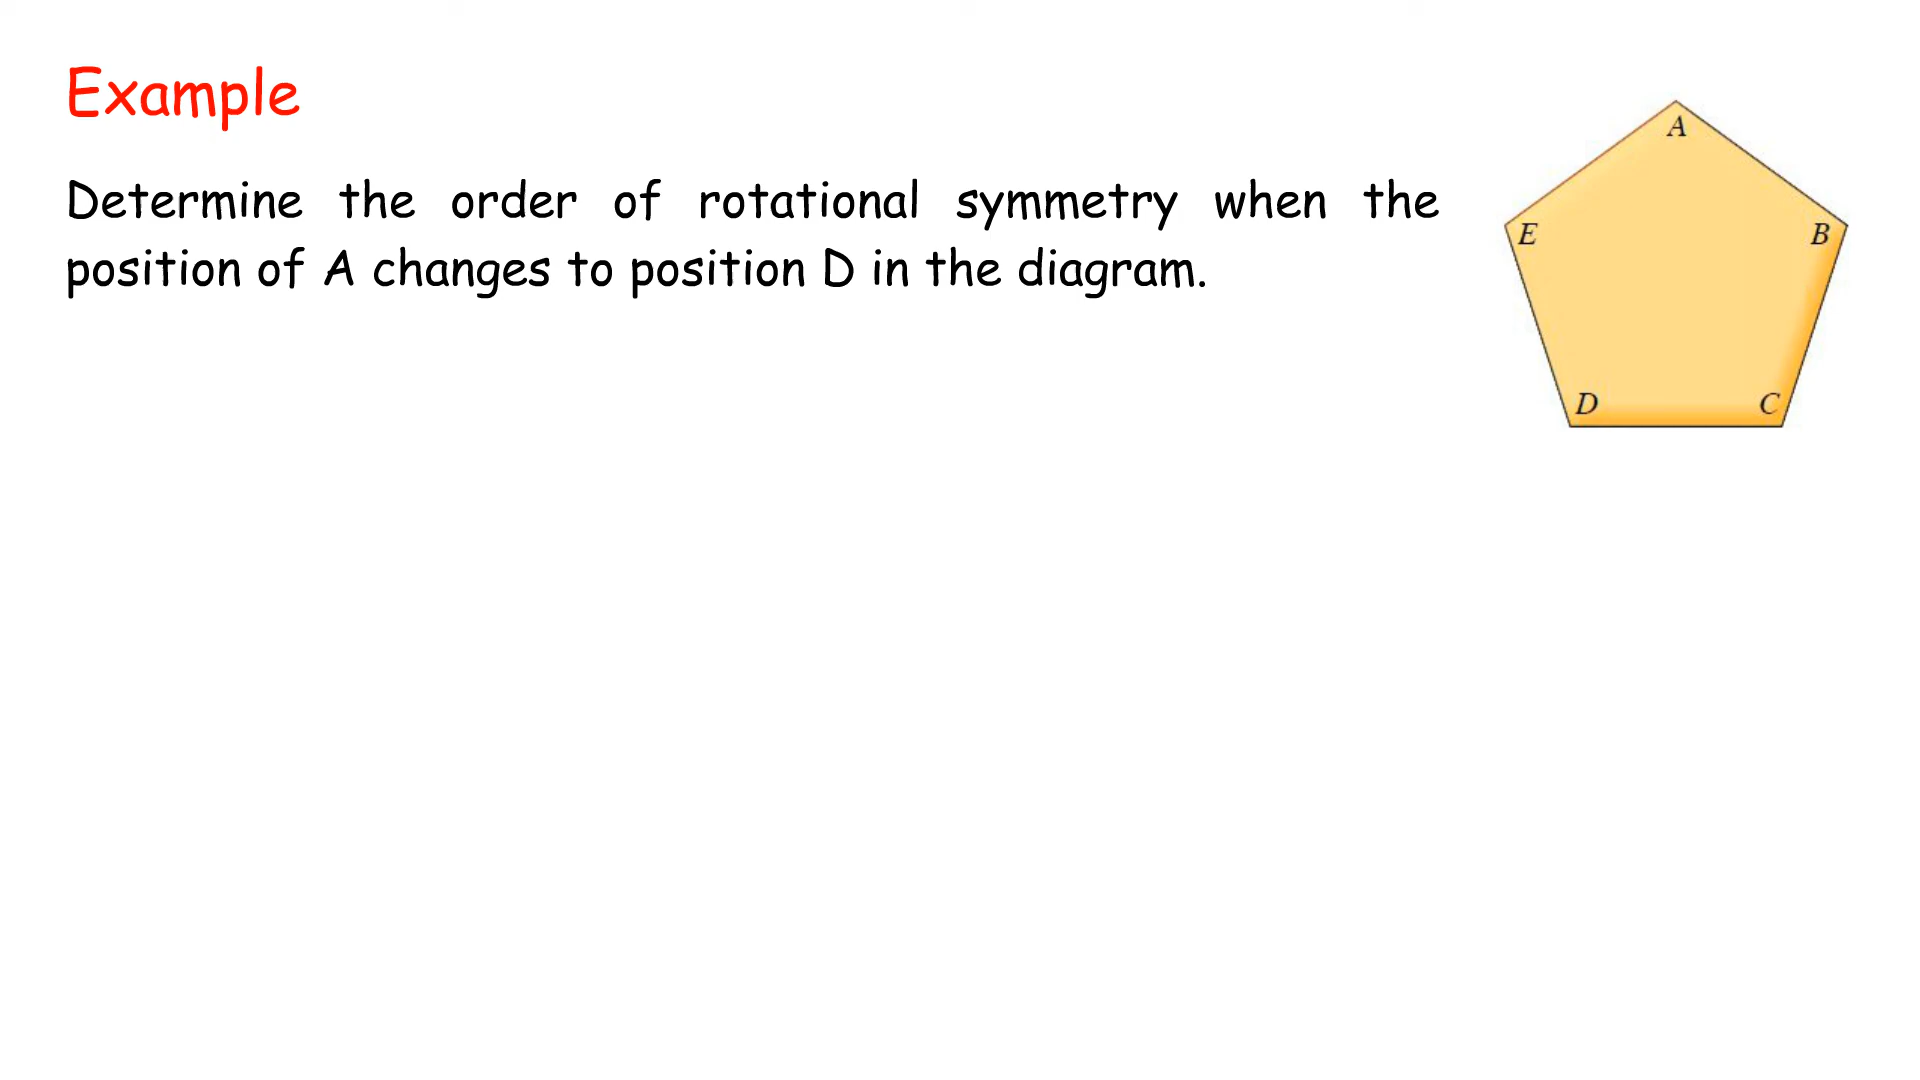 Example
Determine the order of rotational symmetry when the
position of A changes to position D in the diagram.
A
E
B
D
C